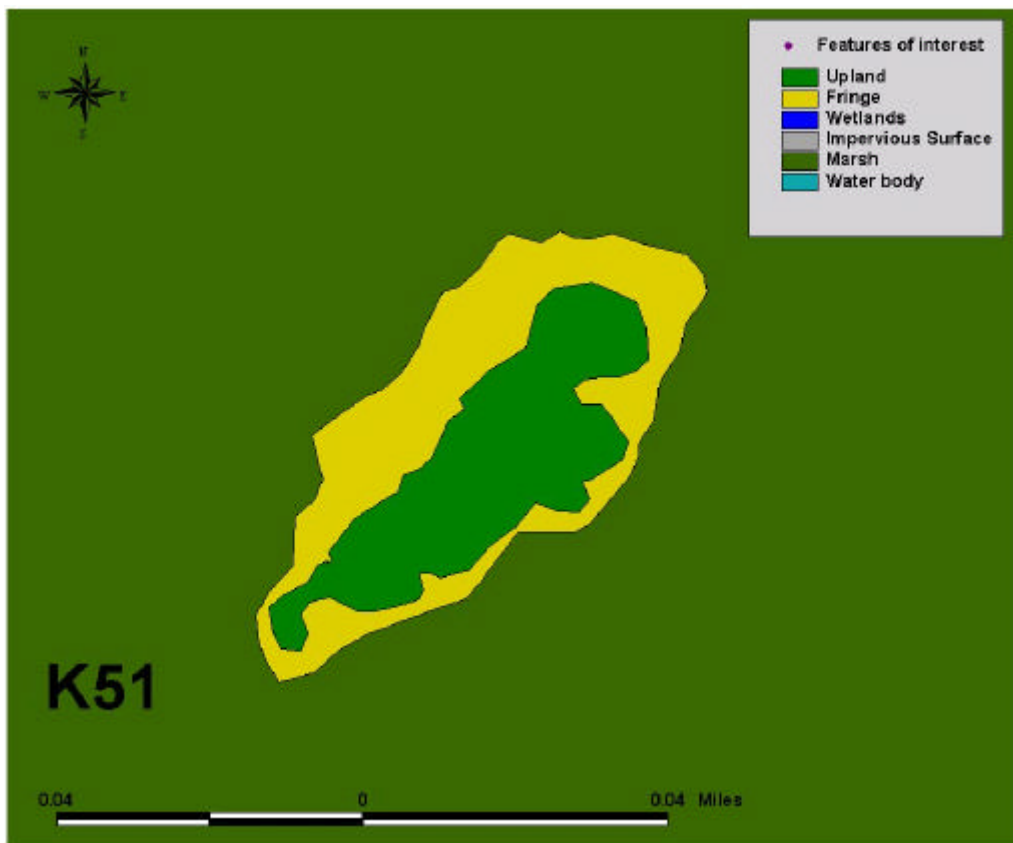 N
W E
S
Features of interest
Upland
Fringe
Wetlands
Impervious Surface
Marsh
Water body
K51
0.04 0 0.04 Miles